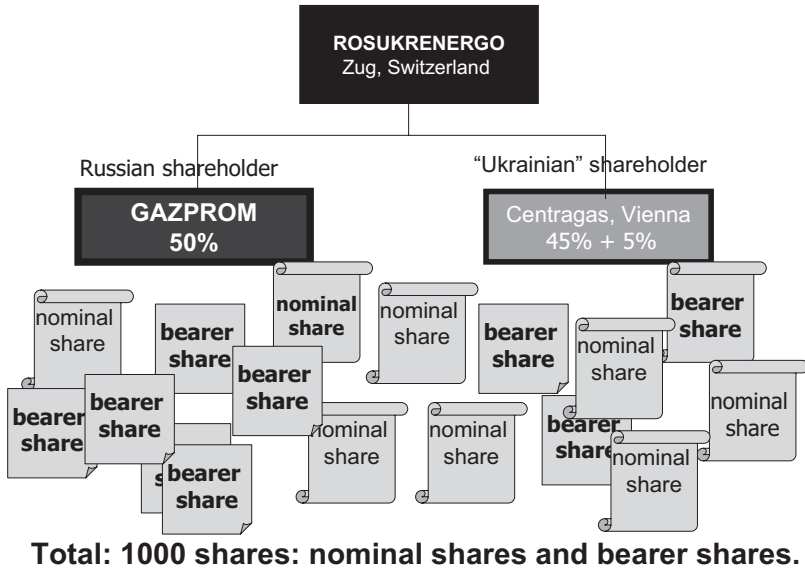 ROSUKRENERGO
Zug, Switzerland
Russian shareholder
“Ukrainian” shareholder
GAZPROM
50%
Centragas, Vienna
45% + 5%
nominal
share
bearer
share
nominal
share
nominal
share
bearer
share
nominal
share
bearer
share
bearer
share
bearer
share
bearer
share
nominal
share
bearer
share
nominal
share
nominal
share
bearer
share
nominal
share
s
bearer
share
Total: 1000 shares: nominal shares and bearer shares.